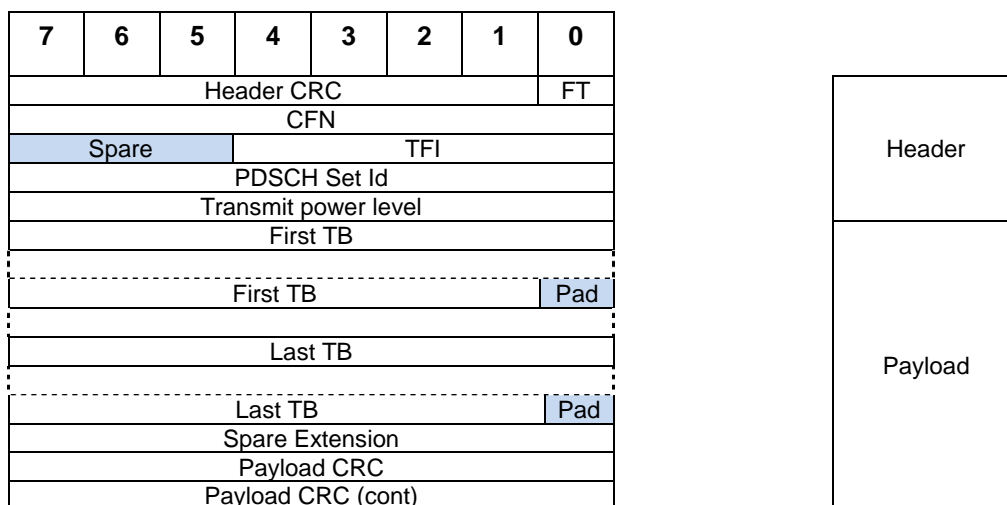 7 6 5 4 3 2 1 0
Header CRC FT
CFN
Spare TFI
Header
PDSCH Set Id
Transmit power level
First TB
First TB Pad
Last TB
Payload
Last TB Pad
Spare Extension
Payload CRC
Payload CRC (cont)